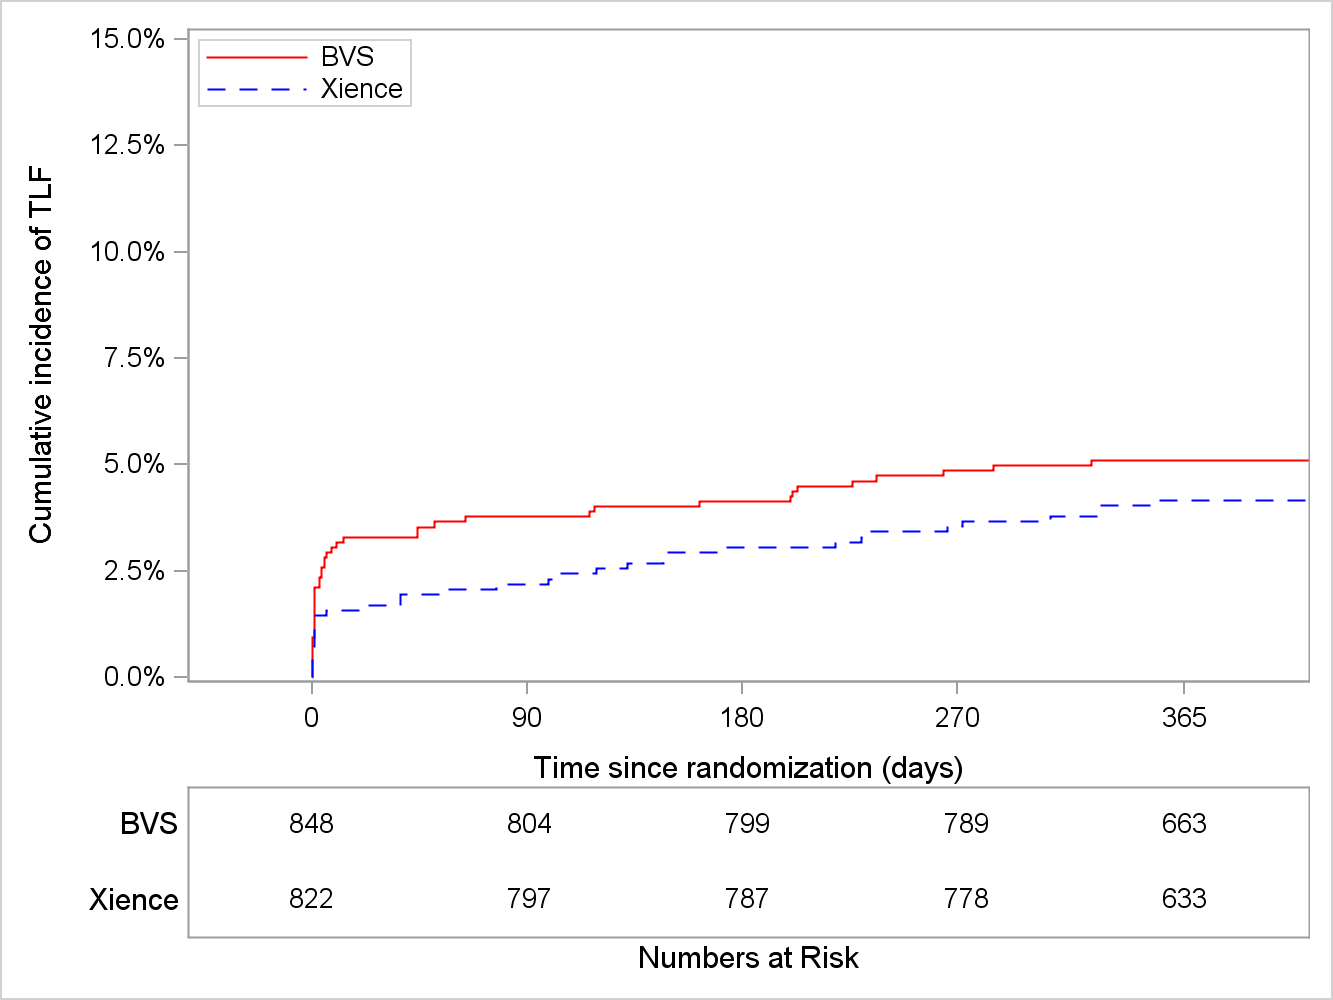 15.0%
12.5%
10.0%
7.5%
5.0%
2.5%
0.0%
Cumulative incidence of TLF
BVS
Xience
0 90 180 270 365
Time since randomization (days)
BVS 848 804 799 789 663
Xience 822 797 787 778 633
Numbers at Risk